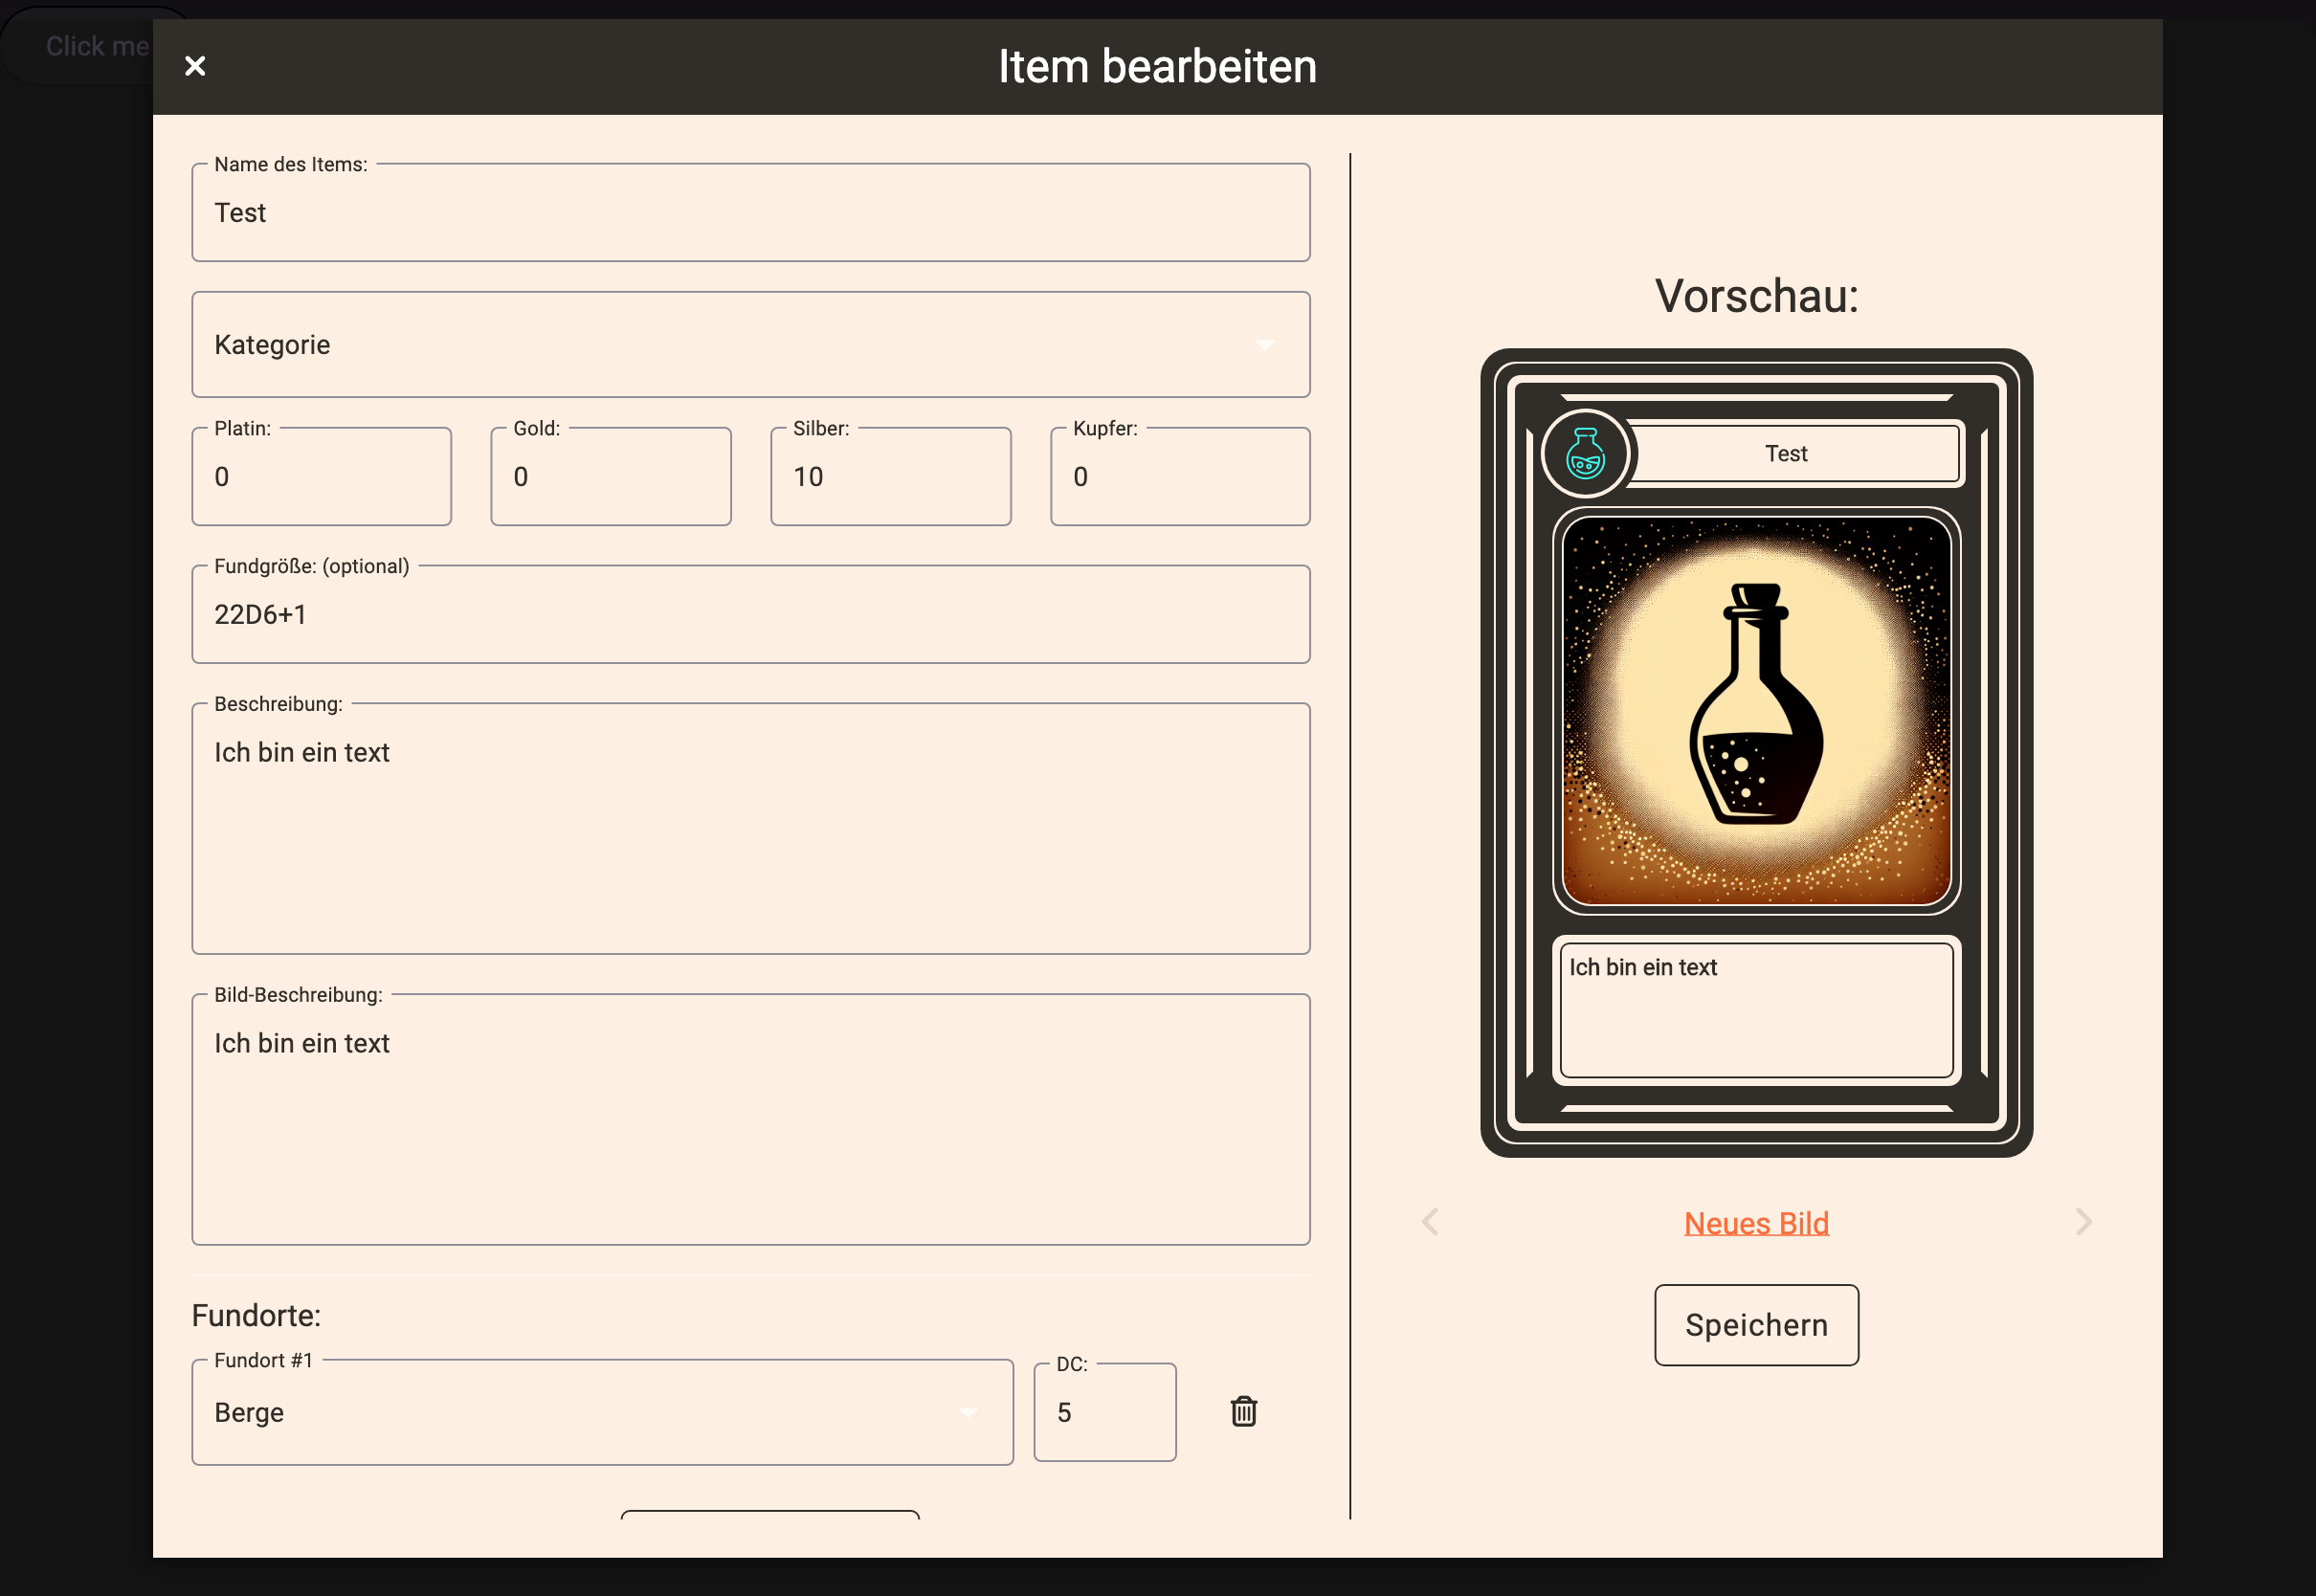 Click me
Item bearbeiten
Name des Items:
Test
Kategorie
Platin:
0
Gold:
0
Silber:
10
Kupfer:
0
Fundgröße: (optional)
22D6+1
Beschreibung:
Ich bin ein text
Bild-Beschreibung:
Ich bin ein text
Fundorte:
Fundort #1
Berge
DC:
5
Vorschau:
Test
Ich bin ein text
Neues Bild
Speichern